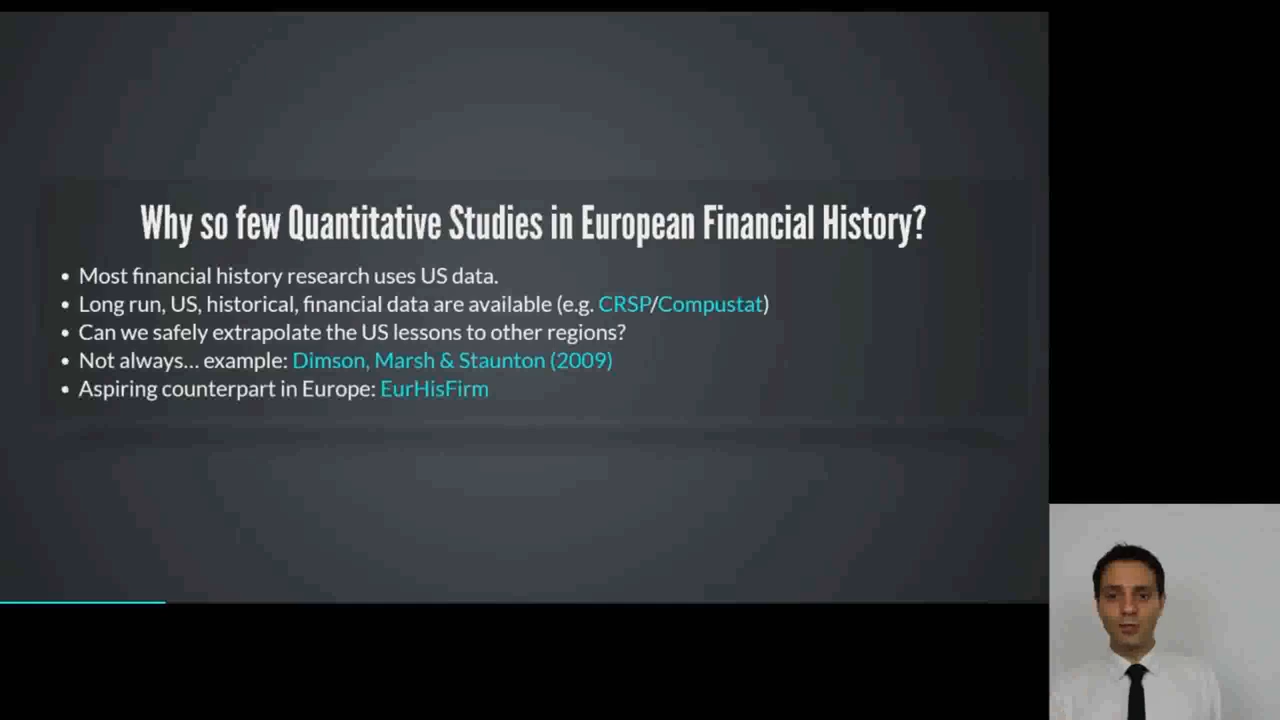 Why so few Quantitative Studies in European Financial History?
• Most financial history research uses US data.
• Long run, US, historical, financial data are available (e.g. CRSP/Compustat)
• Can we safely extrapolate the US lessons to other regions?
• Not always... example: Dimson, Marsh & Staunton (2009)
• Aspiring counterpart in Europe: EurHisFirm